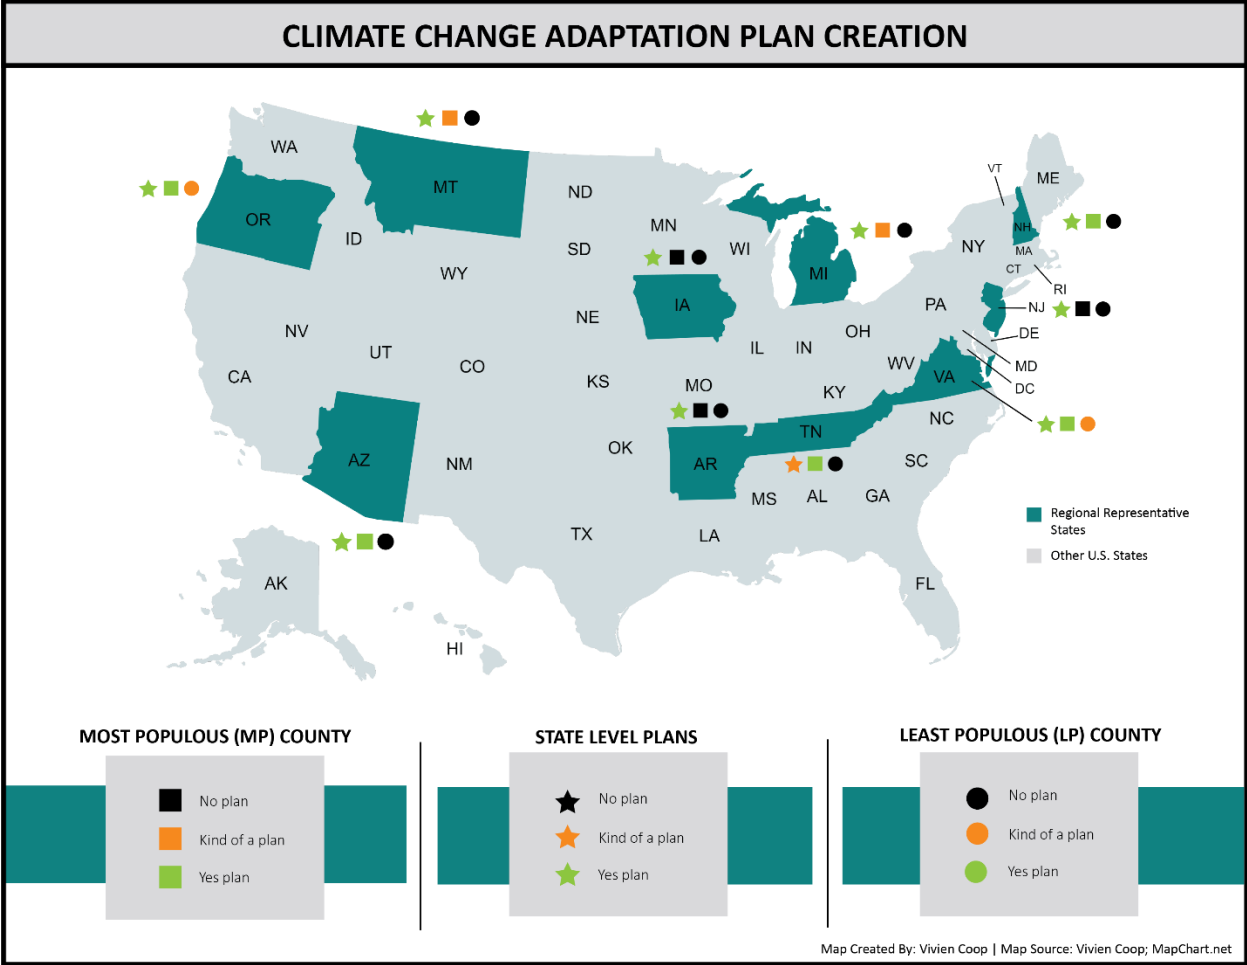 CLIMATE CHANGE ADAPTATION PLAN CREATION
WA
MT
ND
MN
VT
ME
OR
ID
SD
WI
NH
NY
MA
WY
MI
CT
IA
RI
NE
PA
NJ
NV
OH
DE
UT
IL
IN
CO
WV
MD
CA
KS
MO
VA
DC
KY
NC
TN
OK
AZ
NM
AR
SC
MS
AL
GA
TX
LA
Regional Representative
States
Other U.S. States
AK
FL
HI
MOST POPULOUS (MP) COUNTY
No plan
Kind of a plan
Yes plan
STATE LEVEL PLANS
No plan
Kind of a plan
Yes plan
LEAST POPULOUS (LP) COUNTY
No plan
Kind of a plan
Yes plan
Map Created By: Vivien Coop | Map Source: Vivien Coop; MapChart.net